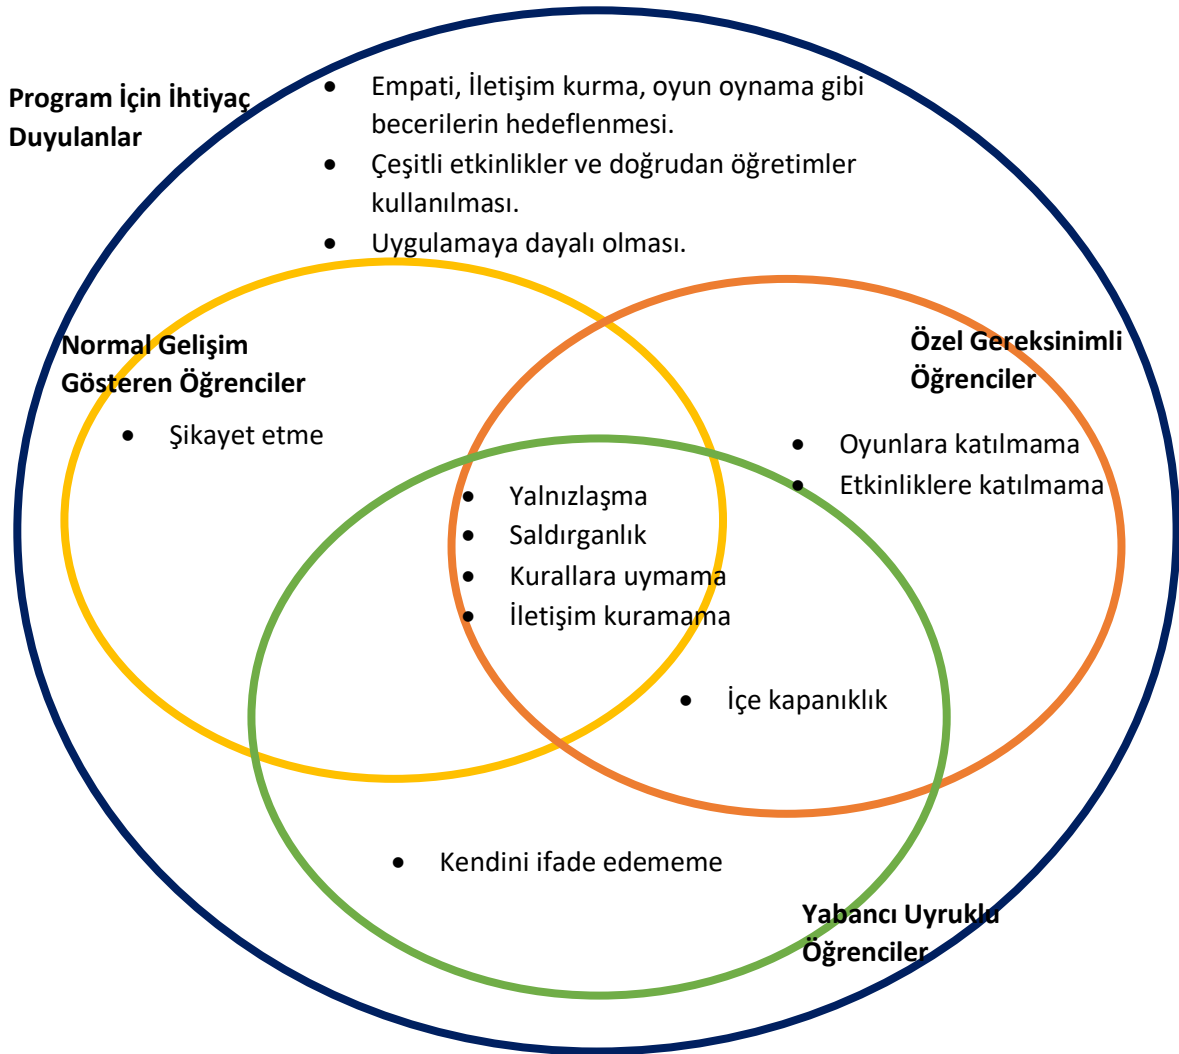 Program İçin İhtiyaç
Duyulanlar
• Empati, İletişim kurma, oyun oynama gibi
becerilerin hedeflenmesi.
• Çeşitli etkinlikler ve doğrudan öğretimler
kullanılması.
• Uygulamaya dayalı olması.
Normal Gelişim
Gösteren Öğrenciler
• Şikayet etme
Özel Gereksinimli
Öğrenciler
• Oyunlara katılmama
• Etkinliklere katılmama
• Yalnızlaşma
• Saldırganlık
• Kurallara uymama
• İletişim kuramama
• İçe kapanıklık
• Kendini ifade edememe
Yabancı Uyruklu
Öğrenciler